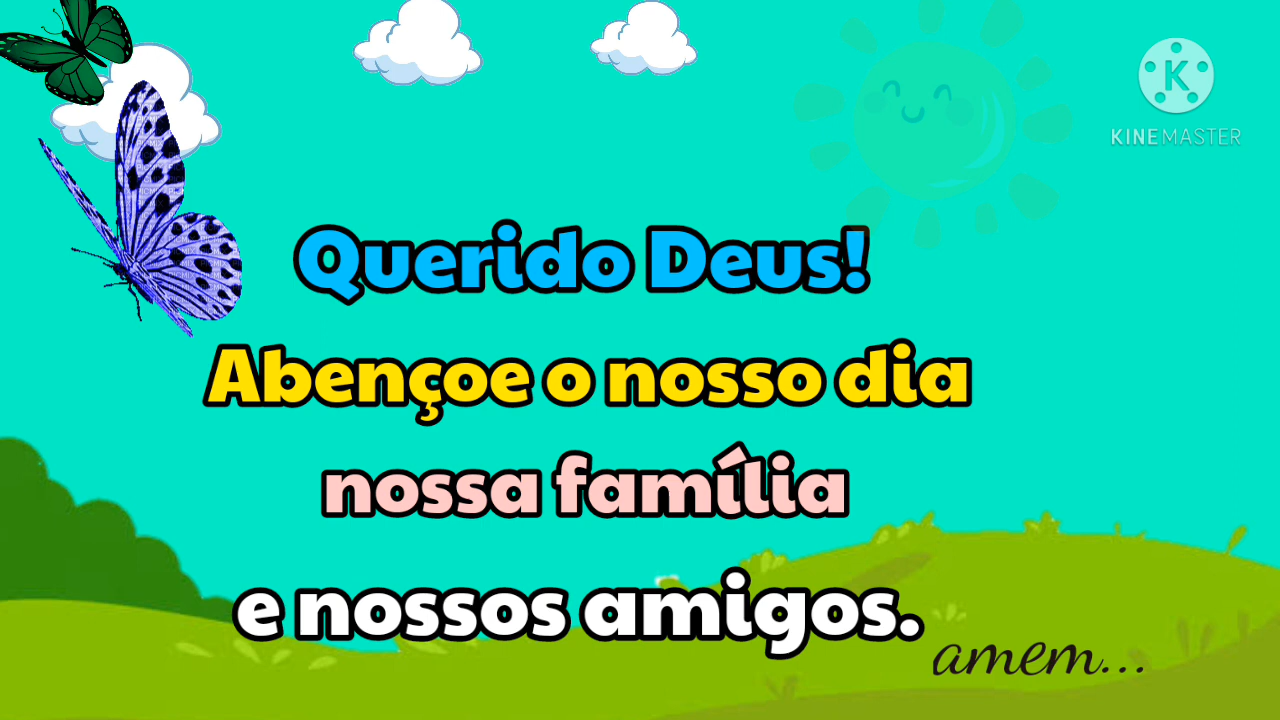 KINEMASTER
Querido Deus!
Abençoe o nosso dia
nossa família
e nossos amigos.
amem...